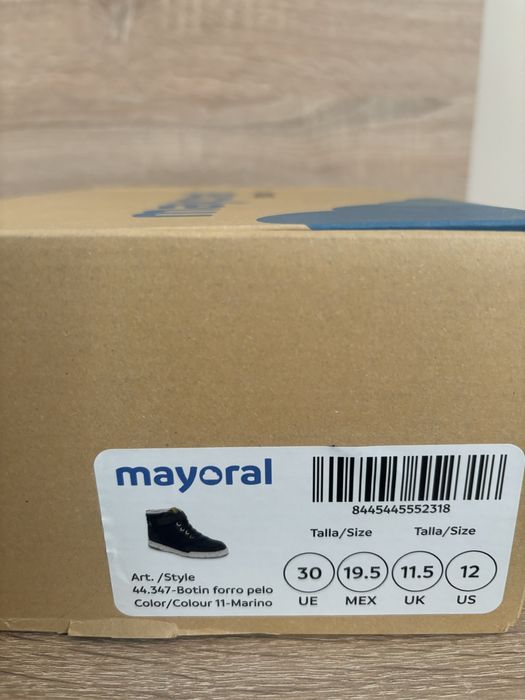 mayoral
mayoral
8445445552318
Talla/Size Talla/Size
30 19.5 11.5 12
UE MEX UK US
Art. /Style
44.347-Botin forro pelo
Color/Colour 11-Marino